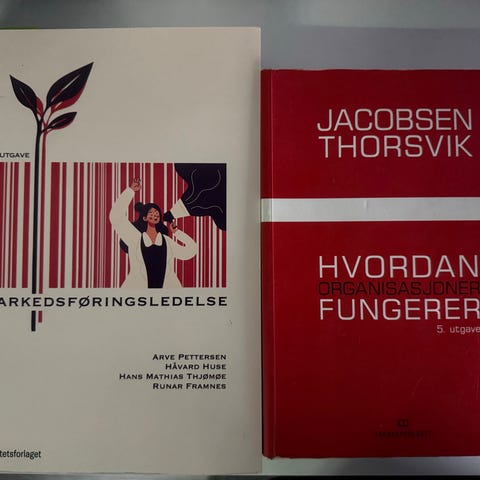 UTGAVE
ARKEDSFØRINGSLEDELSE
ARVE PETTERSEN
HÅVARD HUSE
HANS MATHIAS THJØMØE
RUNAR FRAMNES
tetsforlaget
JACOBSEN
THORSVIK
HVORDAN
ORGANISASJONER
FUNGERER
5. utgave
FAGBOKFORLAGET